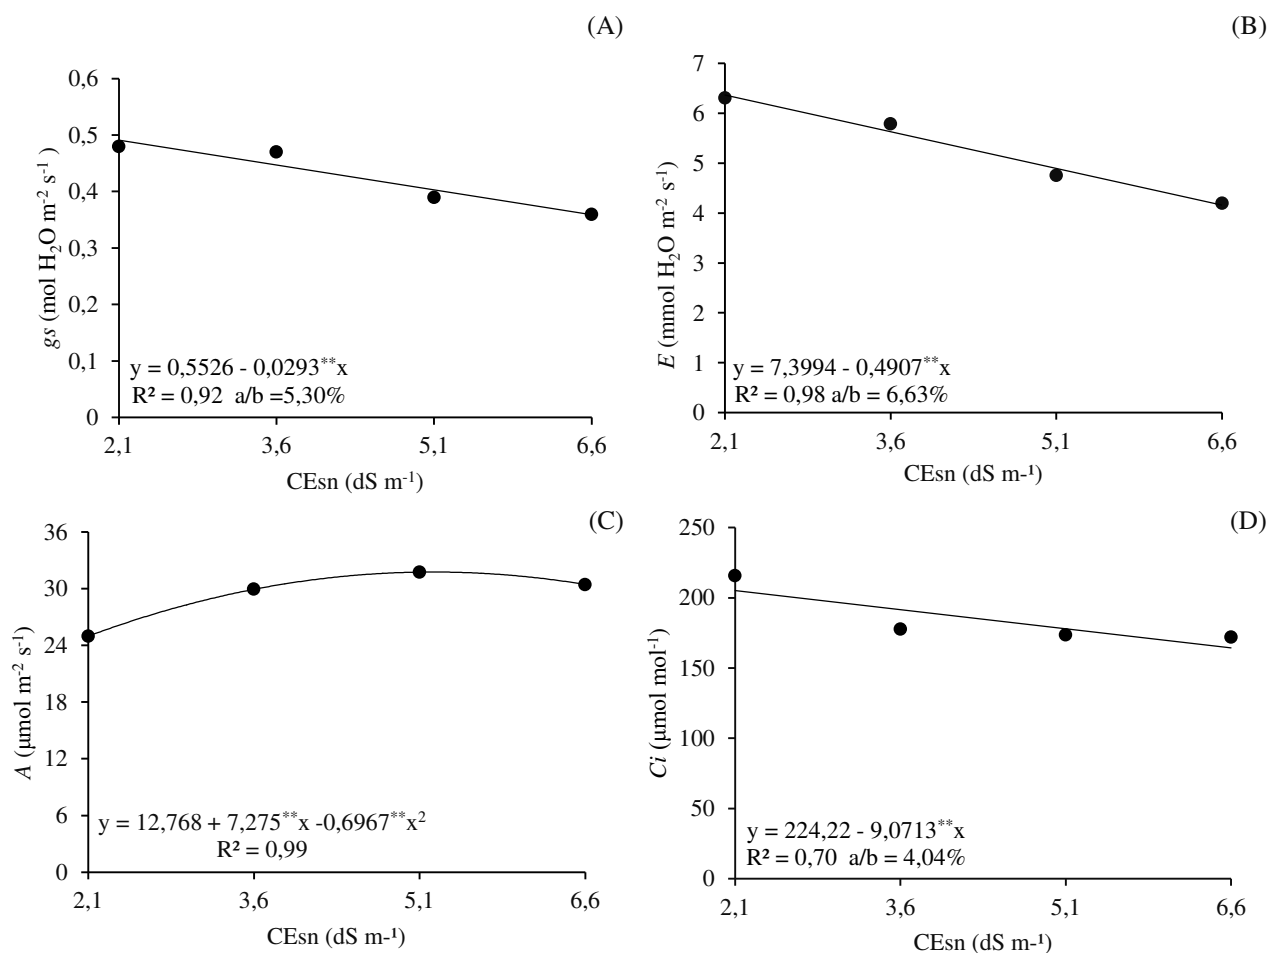 (A)
0,6
0,5
0,4
0,3
0,2
0,1
0
gs (mol H₂O m⁻² s⁻¹ )
y = 0,5526 - 0,0293**x
R² = 0,92 a/b =5,30%
2,1 3,6 5,1 6,6
CEsn (dS m⁻¹)
(B)
7
6
5
4
3
2
1
0
E (mmol H₂O m⁻² s⁻¹)
y = 7,3994 - 0,4907**x
R² = 0,98 a/b = 6,63%
2,1 3,6 5,1 6,6
CEsn (dS m-¹)
(C)
36
30
24
18
12
6
0
A (μmol m⁻² s⁻¹)
y = 12,768 + 7,275**x -0,6967**x²
R² = 0,99
2,1 3,6 5,1 6,6
CEsn (dS m-¹)
(D)
250
200
150
100
50
0
Ci (μmol mol⁻¹)
y = 224,22 - 9,0713**x
R² = 0,70 a/b = 4,04%
2,1 3,6 5,1 6,6
CEsn (dS m-¹)